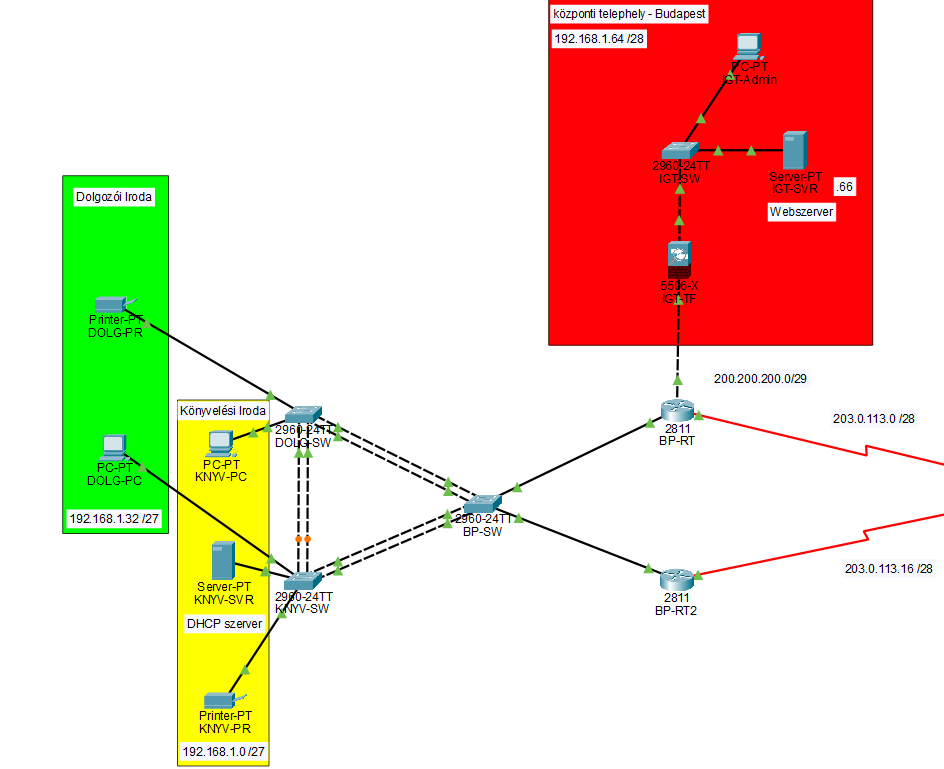 központi telephely - Budapest
192.168.1.64 /28
PC-PT
IGT-Admin
2960-24TT
IGT-SW
Server-PT
IGT-SVR
.66
Webszerver
5506-X
IGT-TF
200.200.200.0/29
2811
BP-RT
203.0.113.0 /28
Dolgozói Iroda
Printer-PT
DOLG-PR
PC-PT
DOLG-PC
192.168.1.32 /27
Könyvelési Iroda
PC-PT
KNYV-PC
2960-24TT
DOLG-SW
2960-24TT
BP-SW
Server-PT
KNYV-SVR
DHCP szerver
2960-24TT
KNYV-SW
2811
BP-RT2
203.0.113.16 /28
Printer-PT
KNYV-PR
192.168.1.0 /27